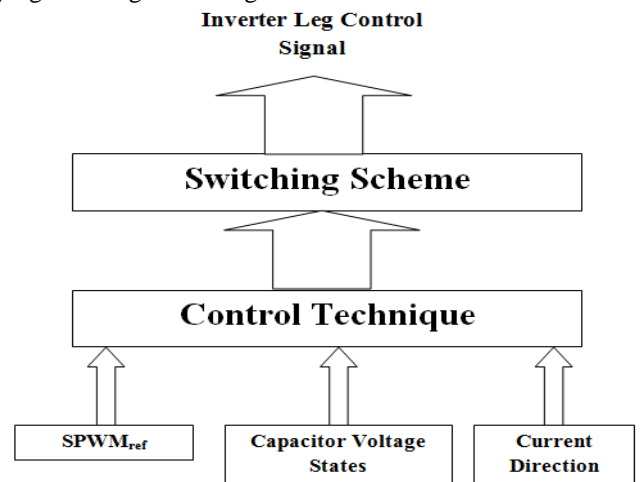 Inverter Leg Control
Signal
Switching Scheme
Control Technique
SPWMref
Capacitor Voltage
States
Current
Direction